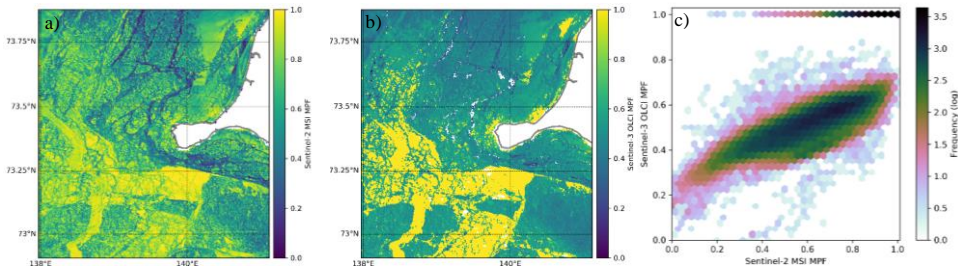 a)
73.75°N
73.5°N
73.25°N
73°N
138°E
140°E
1.0
0.8
0.6
0.4
0.2
0.0
Sentinel-2 MSI MPF
b)
73.75°N
73.5°N
73.25°N
73°N
138°E
140°E
1.0
0.8
0.6
0.4
0.2
0.0
Sentinel-3 OLCI MPF
c)
1.0
0.8
0.6
0.4
0.2
0.0
Sentinel-3 OLCI MPF
0.0 0.2 0.4 0.6 0.8 1.0
Sentinel-2 MSI MPF
3.5
3.0
2.5
2.0
1.5
1.0
0.5
0.0
Frequency (log)